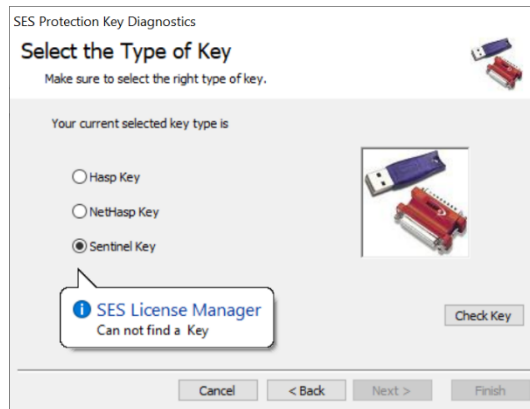 SES Protection Key Diagnostics
Select the Type of Key
Make sure to select the right type of key.
Your current selected key type is
Hasp Key
NetHasp Key
Sentinel Key
SES License Manager
Can not find a Key
Check Key
Cancel
< Back
Next >
Finish